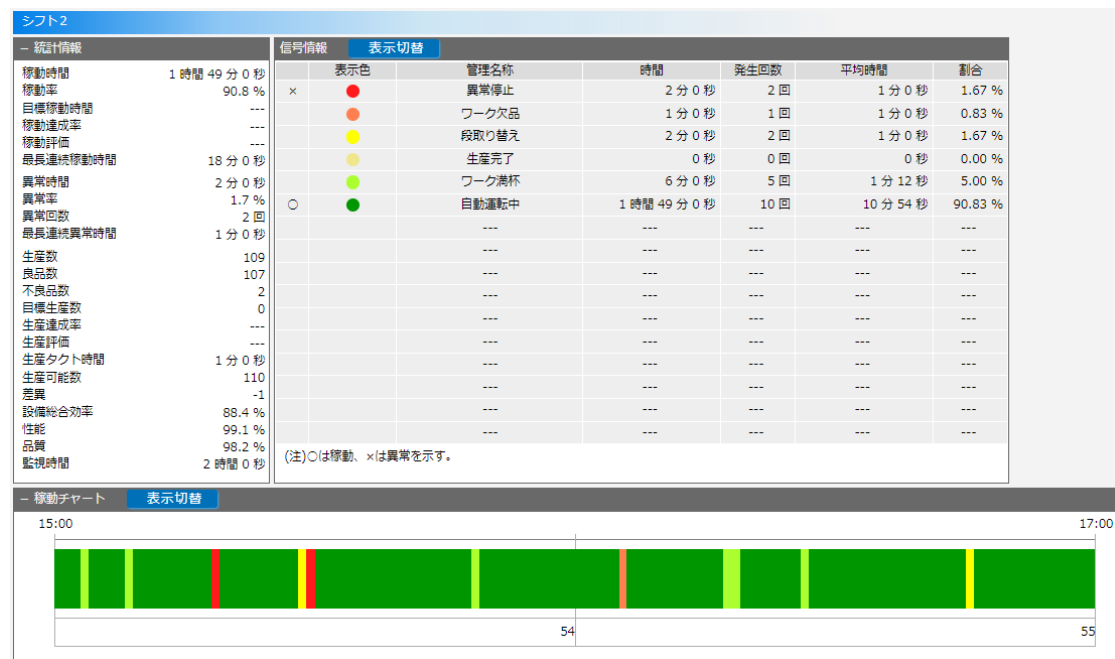 シフト2
− 統計情報
稼動時間 1 時間 49 分 0 秒
稼動率 90.8 %
目標稼動時間 ---
稼動達成率 ---
稼動評価 ---
最長連続稼動時間 18 分 0 秒
異常時間 2 分 0 秒
異常率 1.7 %
異常回数 2 回
最長連続異常時間 1 分 0 秒
生産数 109
良品数 107
不良品数 2
目標生産数 0
生産達成率 ---
生産評価 ---
生産タクト時間 1 分 0 秒
生産可能数 110
差異 -1
設備総合効率 88.4 %
性能 99.1 %
品質 98.2 %
監視時間 2 時間 0 秒
信号情報 表示切替
表示色 管理名称 時間 発生回数 平均時間 割合
× 異常停止 2 分 0 秒 2 回 1 分 0 秒 1.67 %
ワーク欠品 1 分 0 秒 1 回 1 分 0 秒 0.83 %
段取り替え 2 分 0 秒 2 回 1 分 0 秒 1.67 %
生産完了 0 秒 0 回 0 秒 0.00 %
ワーク満杯 6 分 0 秒 5 回 1 分 12 秒 5.00 %
○ 自動運転中 1 時間 49 分 0 秒 10 回 10 分 54 秒 90.83 %
--- --- --- --- ---
--- --- --- --- ---
--- --- --- --- ---
--- --- --- --- ---
--- --- --- --- ---
--- --- --- --- ---
--- --- --- --- ---
--- --- --- --- ---
--- --- --- --- ---
--- --- --- --- ---
(注)○は稼動、×は異常を示す。
− 稼動チャート 表示切替
15:00 17:00
54 55